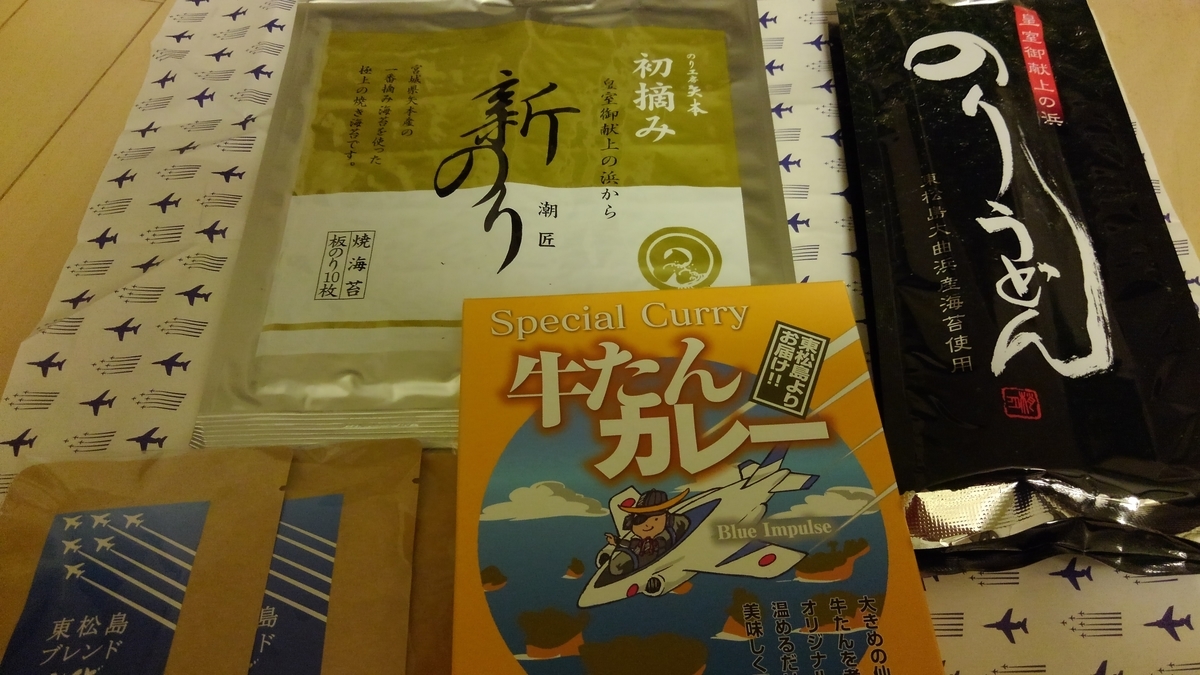 のり工房矢本
初摘み
皇室御献上の浜から
新のり
潮匠
宮城県矢本産の
一番摘み海苔を使った
極上の焼き海苔です。
焼海苔
板のり10枚
皇室御献上の浜
のりうどん
東松島大曲浜産海苔使用
Special Curry
牛たん
カレー
東松島より
お届け!!
Blue Impulse
大きめの仙
牛たんを
オリジナル
温めるだ
美味しく
東松島
ブレンド
島
ド